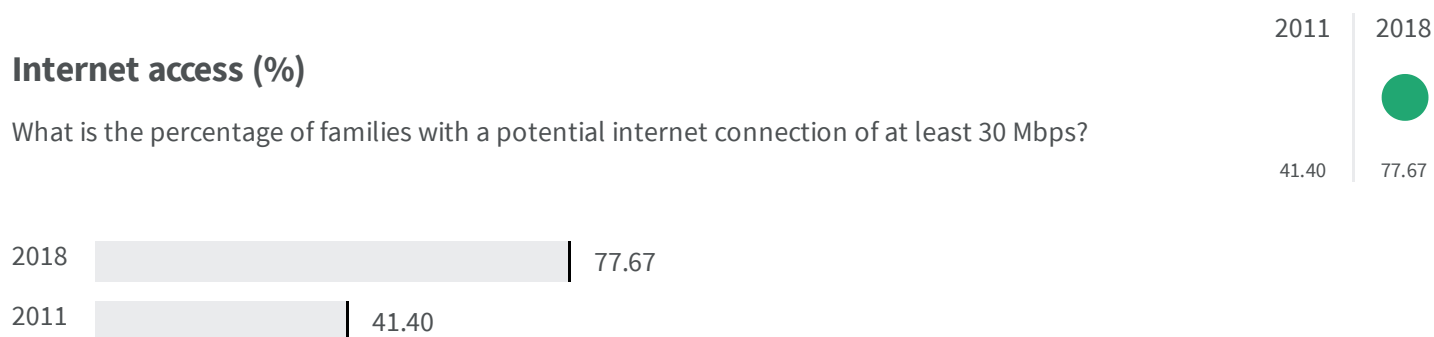 2011 2018
Internet access (%)
What is the percentage of families with a potential internet connection of at least 30 Mbps?
41.40 77.67
2018 77.67
2011 41.40